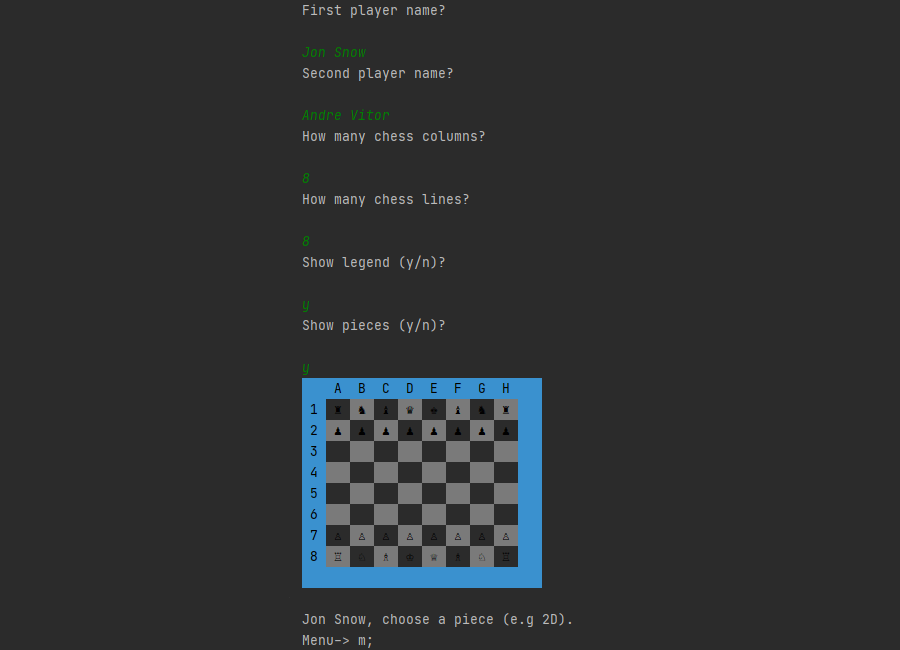 First player name?
Jon Snow
Second player name?
Andre Vitor
How many chess columns?
8
How many chess lines?
8
Show legend (y/n)?
y
Show pieces (y/n)?
y
A B C D E F G H
1 ♜ ♞ ♝ ♛ ♚ ♝ ♞ ♜
2 ♟ ♟ ♟ ♟ ♟ ♟ ♟ ♟
3
4
5
6
7 ♙ ♙ ♙ ♙ ♙ ♙ ♙ ♙
8 ♖ ♘ ♗ ♔ ♕ ♗ ♘ ♖
Jon Snow, choose a piece (e.g 2D).
Menu-> m;